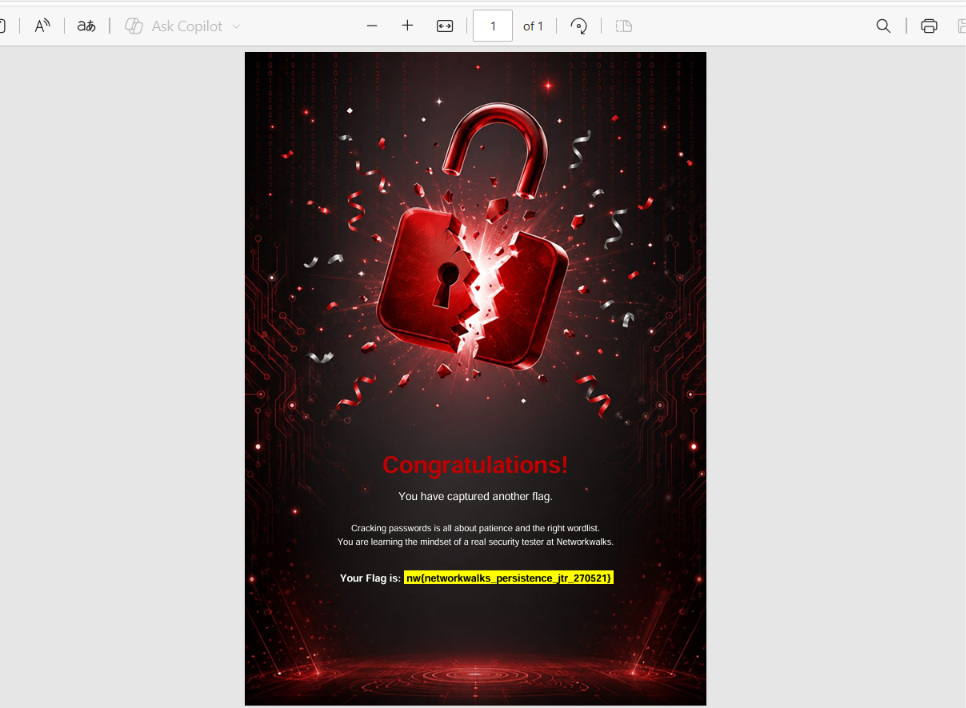 Ask Copilot
1 of 1
Congratulations!
You have captured another flag.
Cracking passwords is all about patience and the right wordlist.
You are learning the mindset of a real security tester at Networkwalks.
Your Flag is: nw{networkwalks_persistence_jtr_270521}